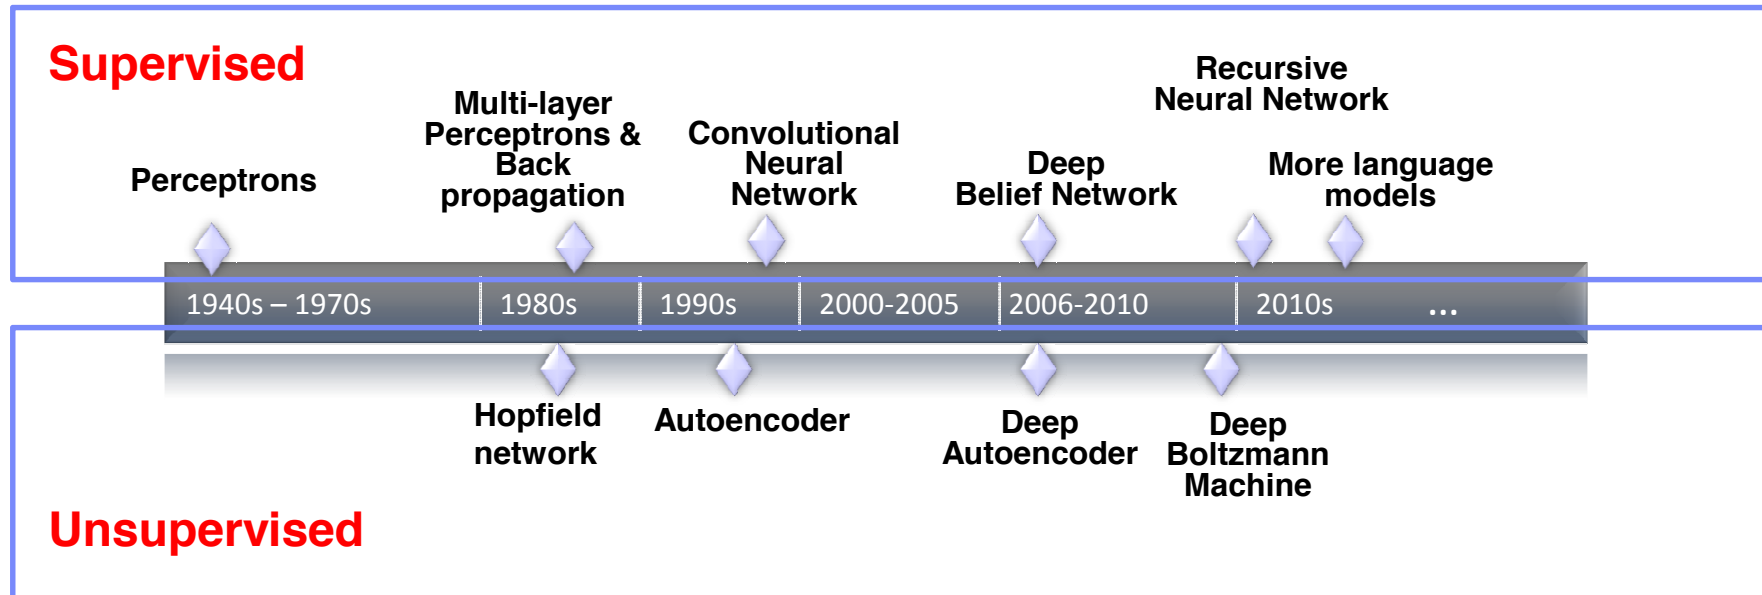 Supervised
Perceptrons
Multi-layer
Perceptrons &
Back
propagation
Convolutional
Neural
Network
Deep
Belief Network
Recursive
Neural Network
More language
models
1940s – 1970s
1980s
1990s
2000-2005
2006-2010
2010s
...
Hopfield
network
Autoencoder
Deep
Autoencoder
Deep
Boltzmann
Machine
Unsupervised